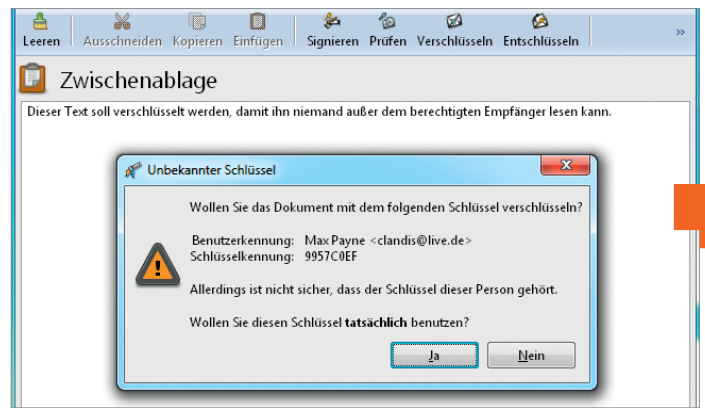 Leeren Ausschneiden Kopieren Einfügen Signieren Prüfen Verschlüsseln Entschlüsseln »
Zwischenablage
Dieser Text soll verschlüsselt werden, damit ihn niemand außer dem berechtigten Empfänger lesen kann.
Unbekannter Schlüssel
Wollen Sie das Dokument mit dem folgenden Schlüssel verschlüsseln?
Benutzerkennung: Max Payne <clandis@live.de>
Schlüsselkennung: 9957C0EF
Allerdings ist nicht sicher, dass der Schlüssel dieser Person gehört.
Wollen Sie diesen Schlüssel tatsächlich benutzen?
Ja Nein